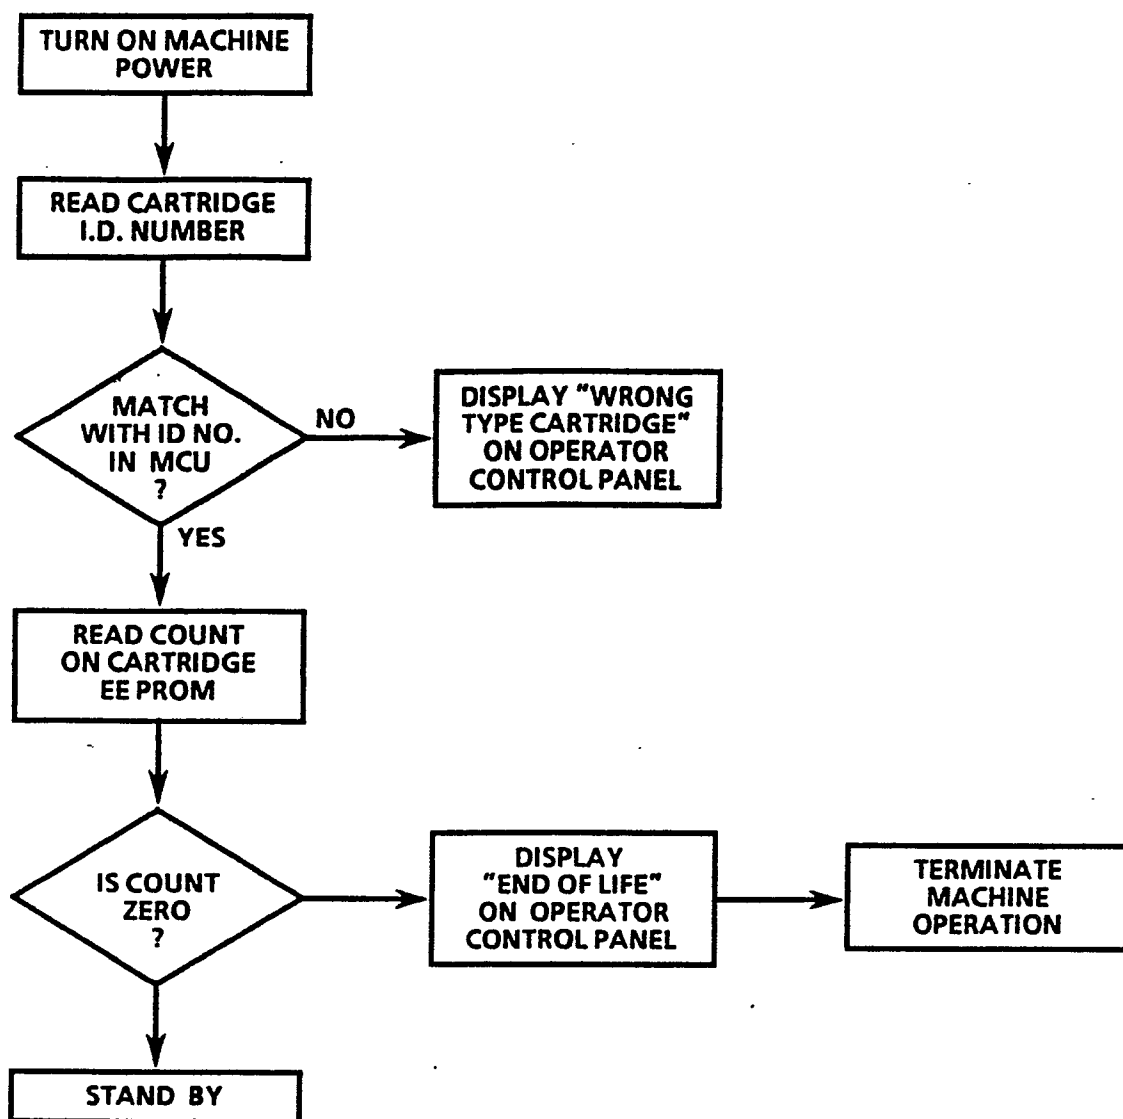 TURN ON MACHINE
POWER
READ CARTRIDGE
I.D. NUMBER
MATCH
WITH ID NO.
IN MCU
?
NO
DISPLAY "WRONG
TYPE CARTRIDGE"
ON OPERATOR
CONTROL PANEL
YES
READ COUNT
ON CARTRIDGE
EE PROM
IS COUNT
ZERO
?
DISPLAY
"END OF LIFE"
ON OPERATOR
CONTROL PANEL
TERMINATE
MACHINE
OPERATION
STAND BY